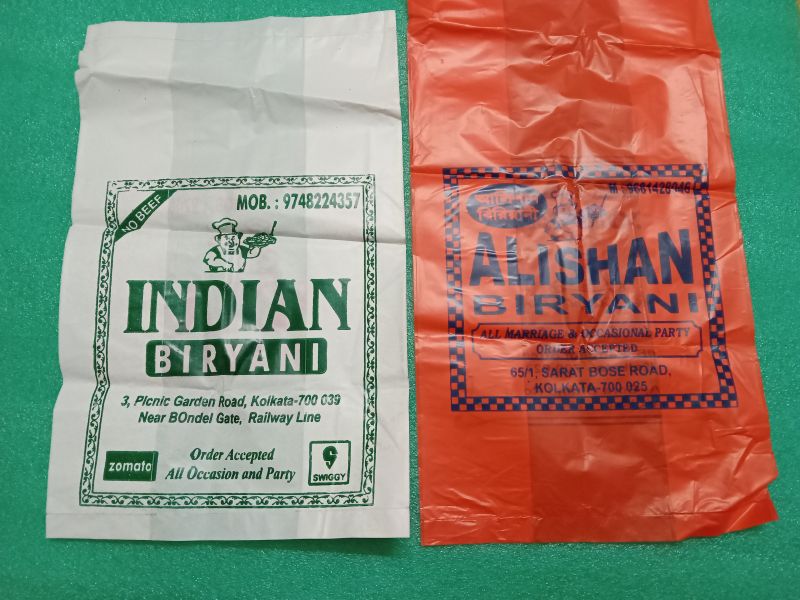 NO BEEF
MOB. : 9748224357
INDIAN
BIRYANI
3, Picnic Garden Road, Kolkata-700 039
Near BOndel Gate, Railway Line
zomato
Order Accepted
All Occasion and Party
SWIGGY
আলিশান
বিরিয়ানী
ALISHAN
BIRYANI
ALL MARRIAGE & OCCASIONAL PARTY
ORDER ACCEPTED
65/1, SARAT BOSE ROAD,
KOLKATA-700 025